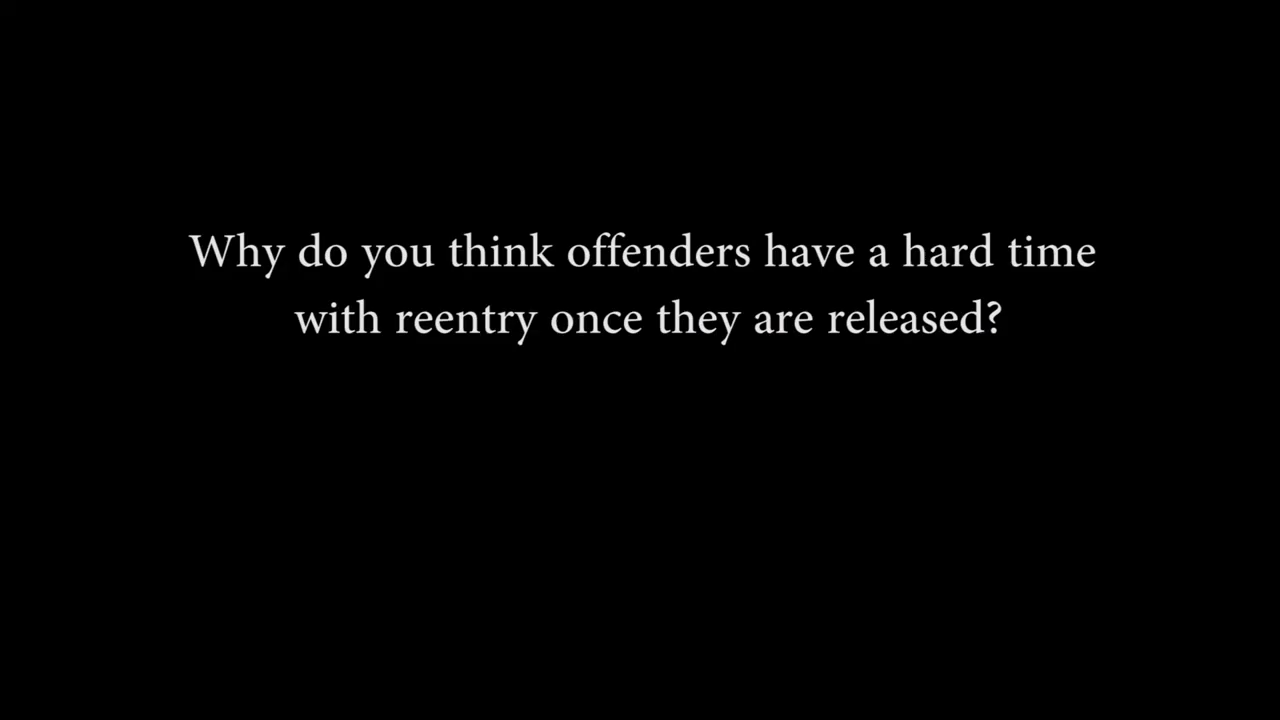 Why do you think offenders have a hard time
with reentry once they are released?